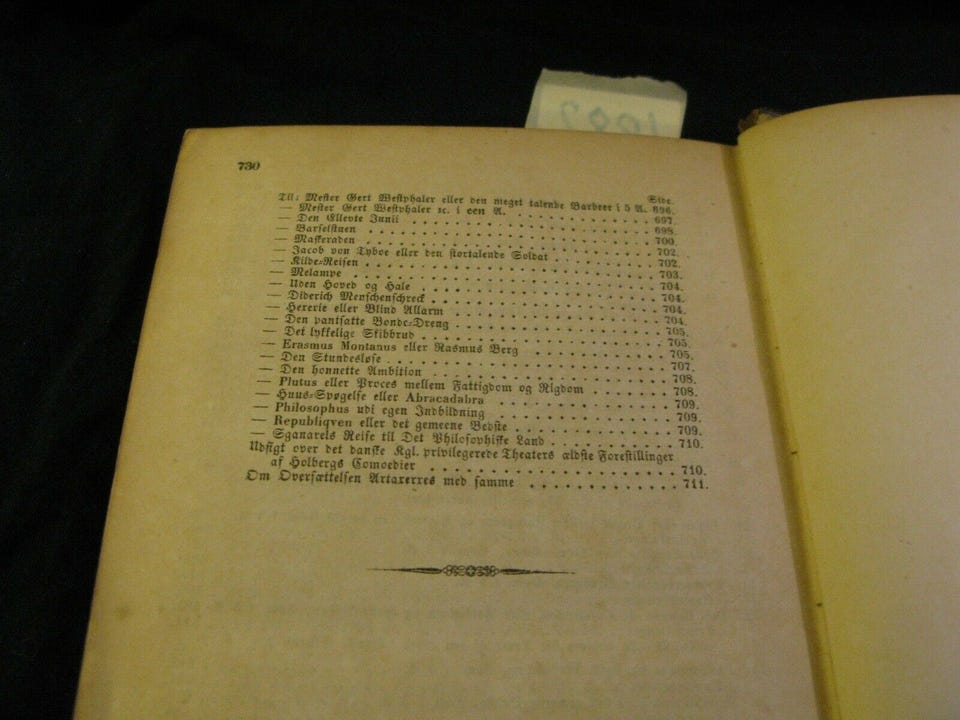 730
Side.
Til: Mester Gert Westphaler eller den meget talende Barbeer i 5 A. 696.
— Mester Gert Westphaler ꝛc. i een A. . . . . . . . . . . . . 697.
— Den Ellevte Junii . . . . . . . . . . . . . 698.
— Barselstuen . . . . . . . . . . . . . 700.
— Maskeraden . . . . . . . . . . . . . 702.
— Jacob von Tyboe eller den stortalende Soldat . . . . . . . 702.
— Kilde-Reisen . . . . . . . . . . . . . 703.
— Melampe . . . . . . . . . . . . . 704.
— Uden Hoved og Hale . . . . . . . . . . . . . 704.
— Diderich Menschenschreck . . . . . . . . . . . . . 704.
— Hexerie eller Blind Allarm . . . . . . . . . . . . . 704.
— Den pantsatte Bonde-Dreng . . . . . . . . . . . . . 705.
— Det lykkelige Skibbrud . . . . . . . . . . . . . 705.
— Erasmus Montanus eller Rasmus Berg . . . . . . . . . . 705.
— Den Stundesløse . . . . . . . . . . . . . 707.
— Den honnette Ambition . . . . . . . . . . . . . 708.
— Plutus eller Proces mellem Fattigdom og Rigdom . . . . . . 708.
— Huus-Spøgelse eller Abracadabra . . . . . . . . . . . . 709.
— Philosophus udi egen Indbildning . . . . . . . . . . . . 709.
— Republiqven eller det gemeene Bedste . . . . . . . . . . 709.
— Sganarels Reise til Det Philosophiske Land . . . . . . . . 710.
Udsigt over det danske Kgl. privilegerede Theaters ældste Forestillinger
af Holbergs Comoedier . . . . . . . . . . . . . 710.
Om Oversættelsen Artaxerxes med samme . . . . . . . . . . . 711.